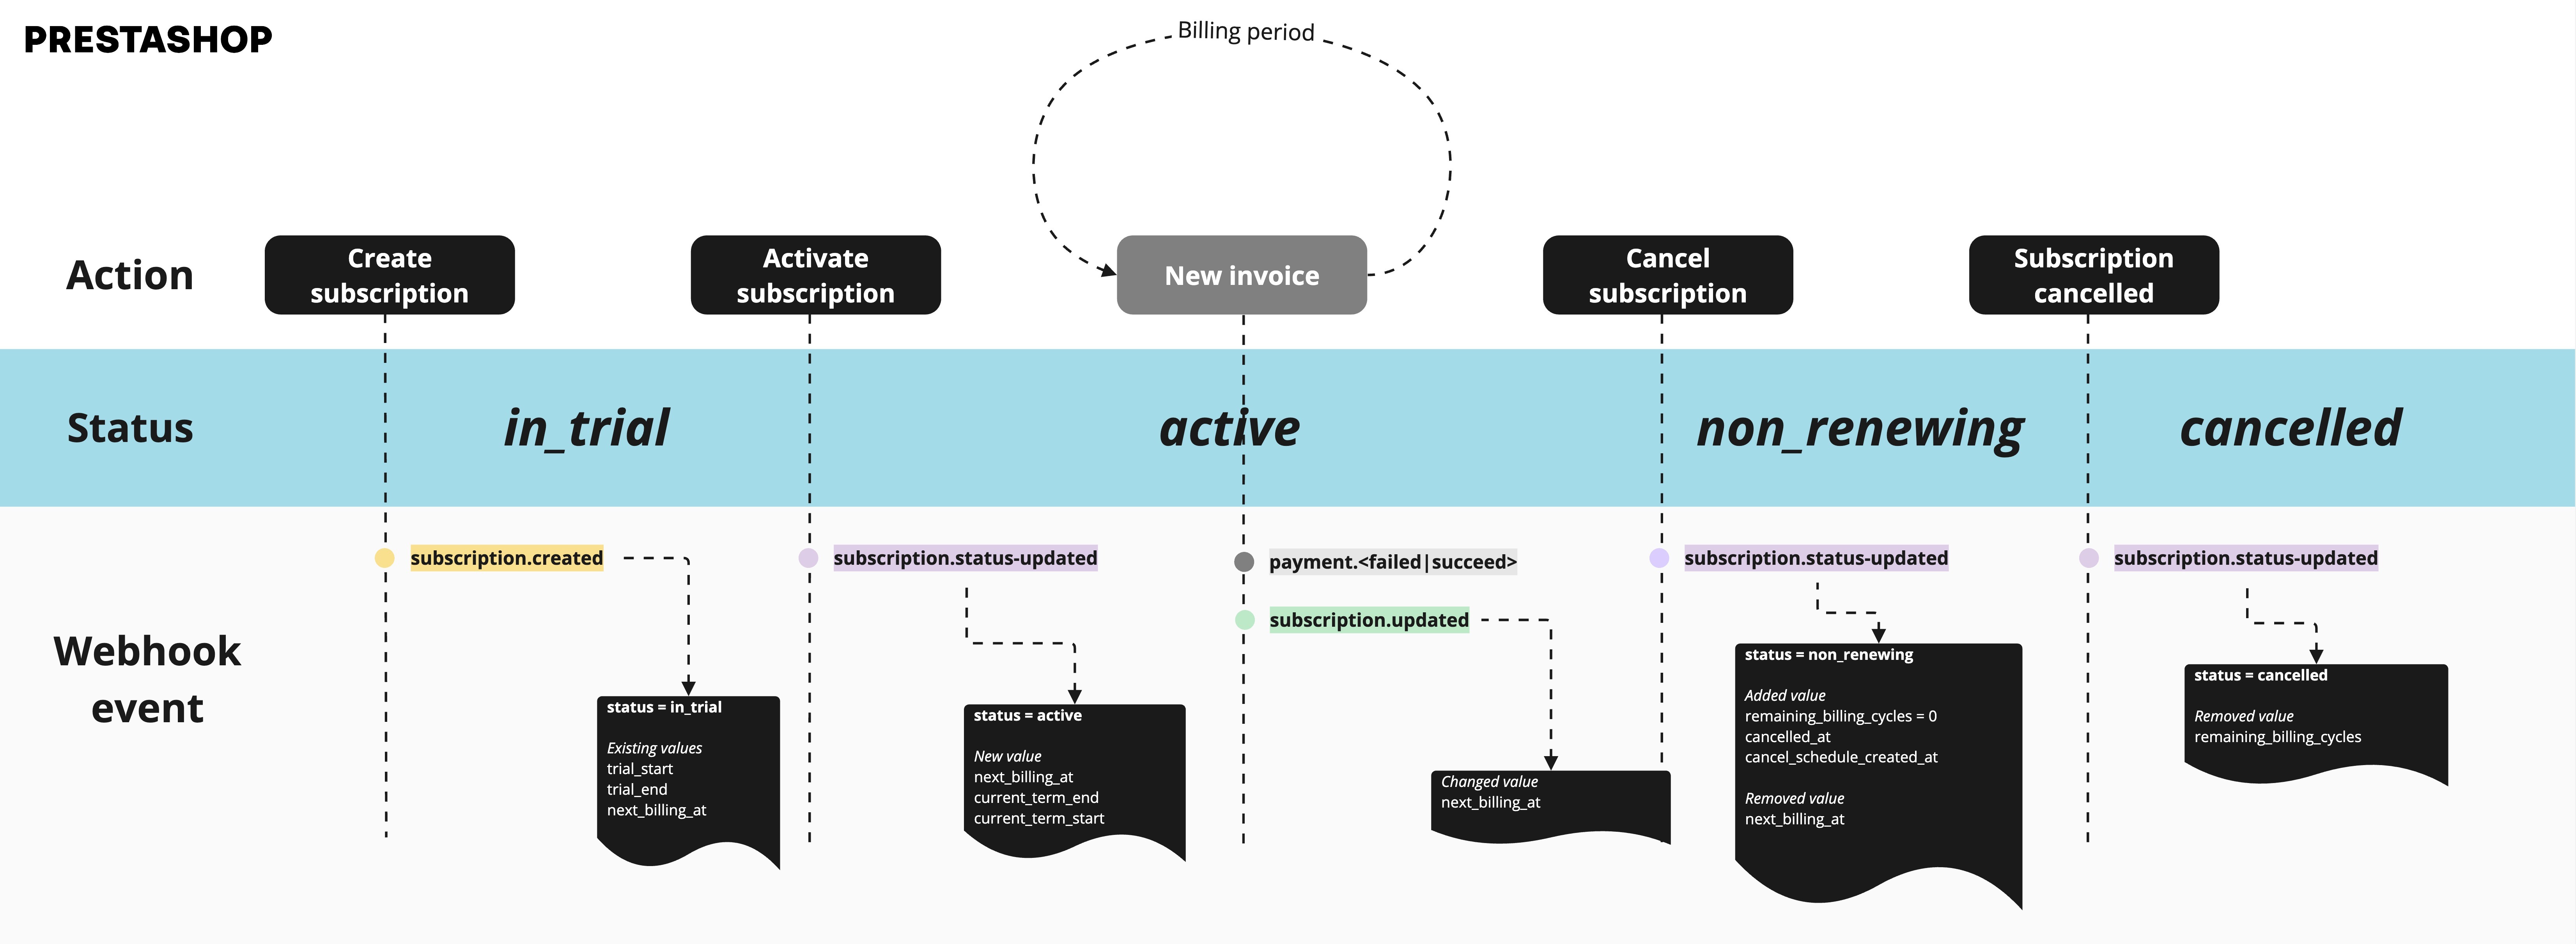 PRESTASHOP
Billing period
Action
Create
subscription
Activate
subscription
New invoice
Cancel
subscription
Subscription
cancelled
Status
in_trial
active
non_renewing
cancelled
Webhook
event
subscription.created
status = in_trial
Existing values
trial_start
trial_end
next_billing_at
subscription.status-updated
status = active
New value
next_billing_at
current_term_end
current_term_start
payment.<failed|succeed>
subscription.updated
Changed value
next_billing_at
subscription.status-updated
status = non_renewing
Added value
remaining_billing_cycles = 0
cancelled_at
cancel_schedule_created_at
Removed value
next_billing_at
subscription.status-updated
status = cancelled
Removed value
remaining_billing_cycles